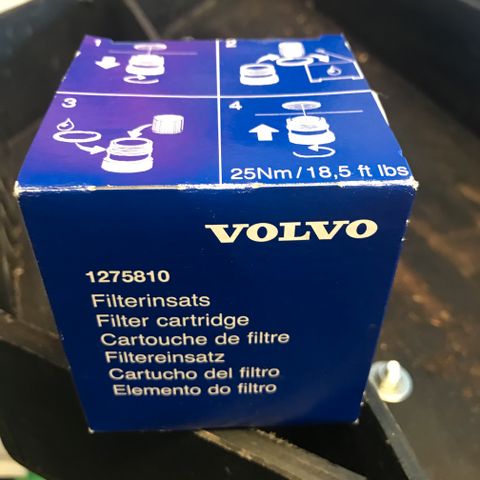 1
2
3
4
25Nm/18,5 ft lbs
VOLVO
1275810
Filterinsats
Filter cartridge
Cartouche de filtre
Filtereinsatz
Cartucho del filtro
Elemento do filtro